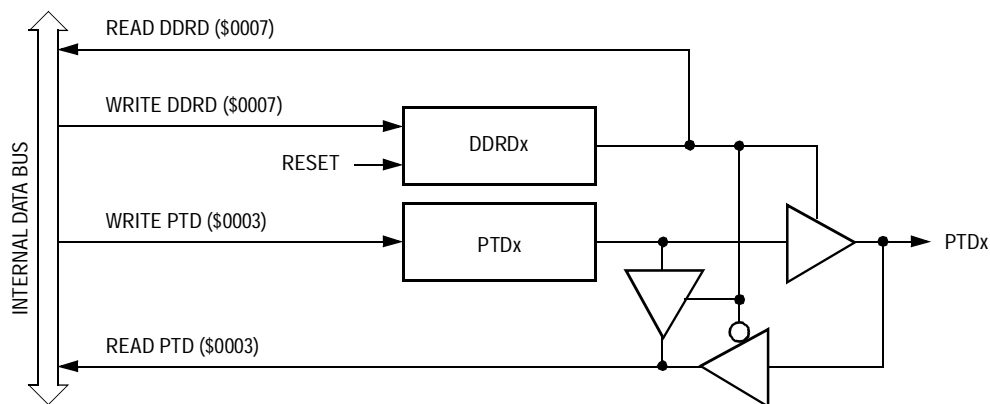 READ DDRD ($0007)
WRITE DDRD ($0007)
DDRDx
RESET
INTERNAL DATA BUS
WRITE PTD ($0003)
PTDx
PTDx
READ PTD ($0003)